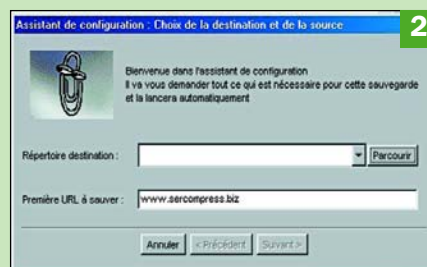 Assistant de configuration : Choix de la destination et de la source
2
Bienvenue dans l'assistant de configuration
Il va vous demander tout ce qui est nécessaire pour cette sauvegarde
et la lancera automatiquement
Répertoire destination :
Parcourir
Première URL à sauver : www.sercompress.biz
Annuler < Précédent Suivant >